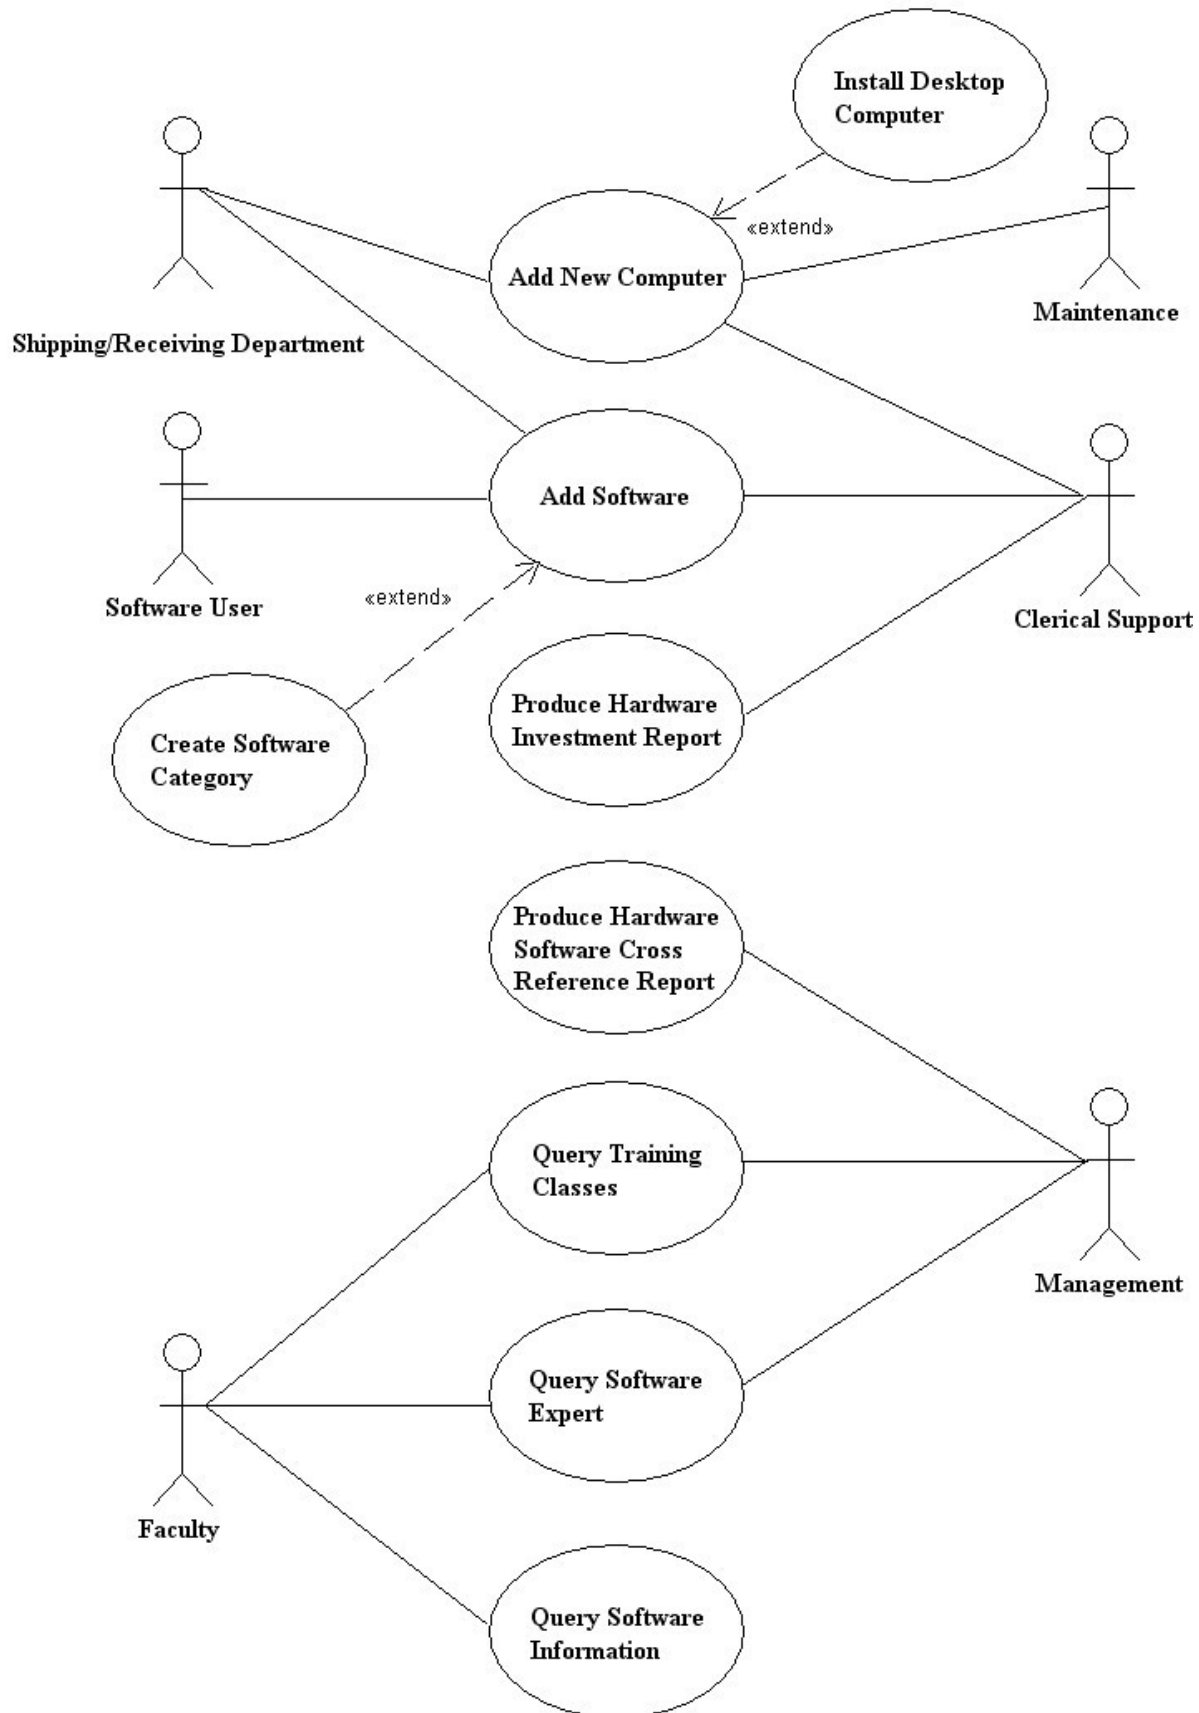 Install Desktop
Computer
«extend»
Add New Computer
Maintenance
Shipping/Receiving Department
Add Software
«extend»
Software User
Clerical Support
Produce Hardware
Investment Report
Create Software
Category
Produce Hardware
Software Cross
Reference Report
Query Training
Classes
Management
Query Software
Expert
Faculty
Query Software
Information